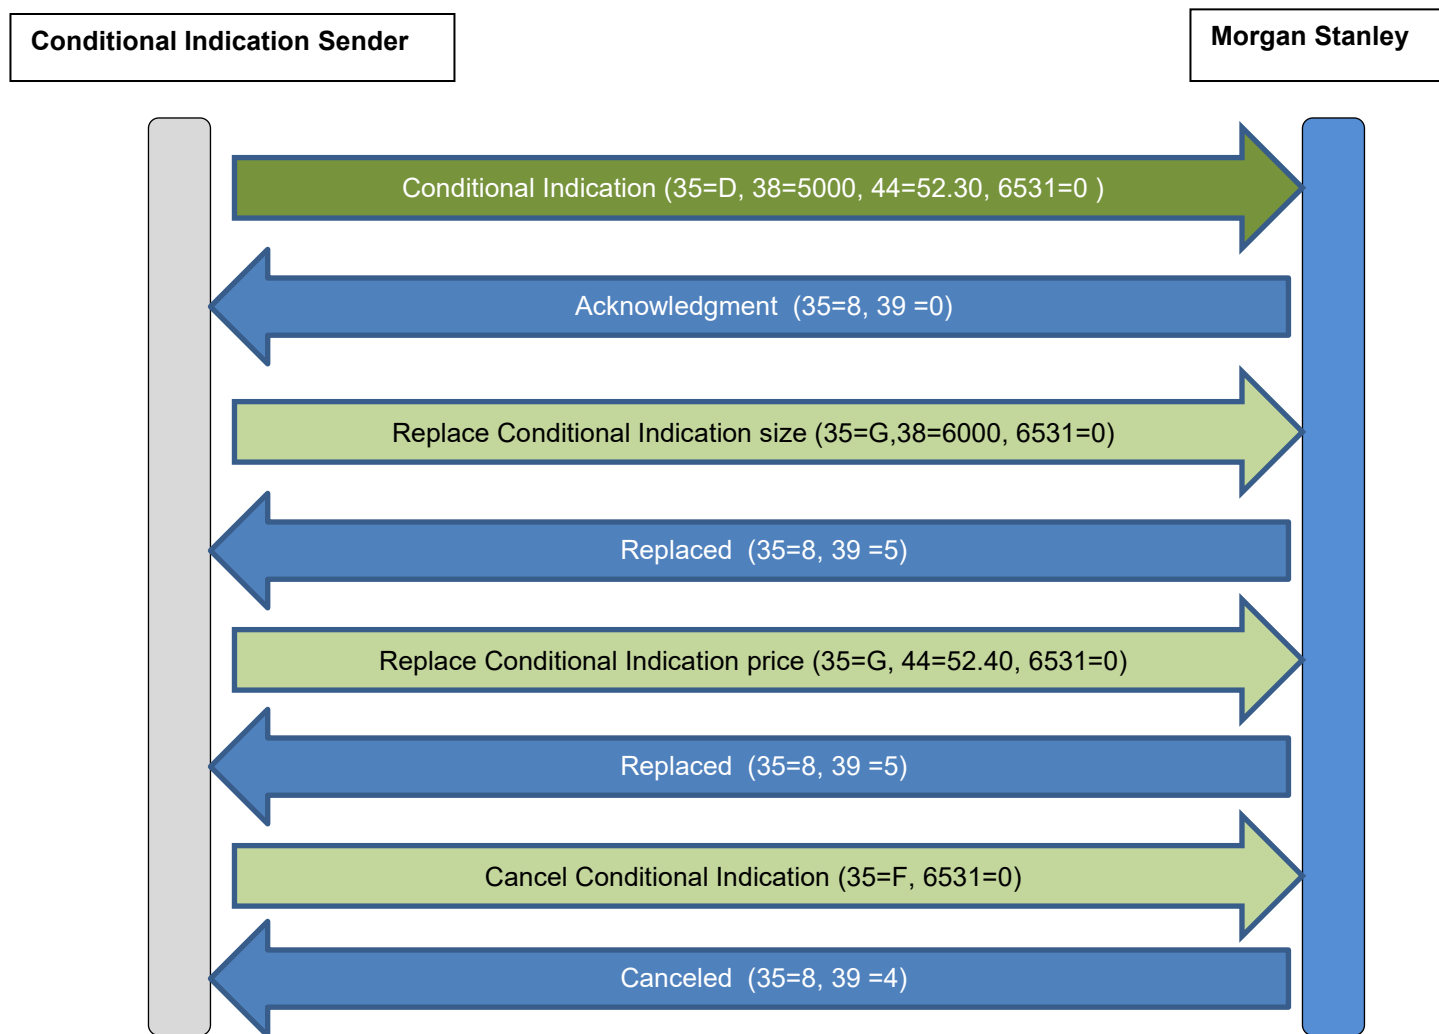 Conditional Indication Sender
Morgan Stanley
Conditional Indication (35=D, 38=5000, 44=52.30, 6531=0 )
Acknowledgment  (35=8, 39 =0)
Replace Conditional Indication size (35=G,38=6000, 6531=0)
Replaced  (35=8, 39 =5)
Replace Conditional Indication price (35=G, 44=52.40, 6531=0)
Replaced  (35=8, 39 =5)
Cancel Conditional Indication (35=F, 6531=0)
Canceled  (35=8, 39 =4)